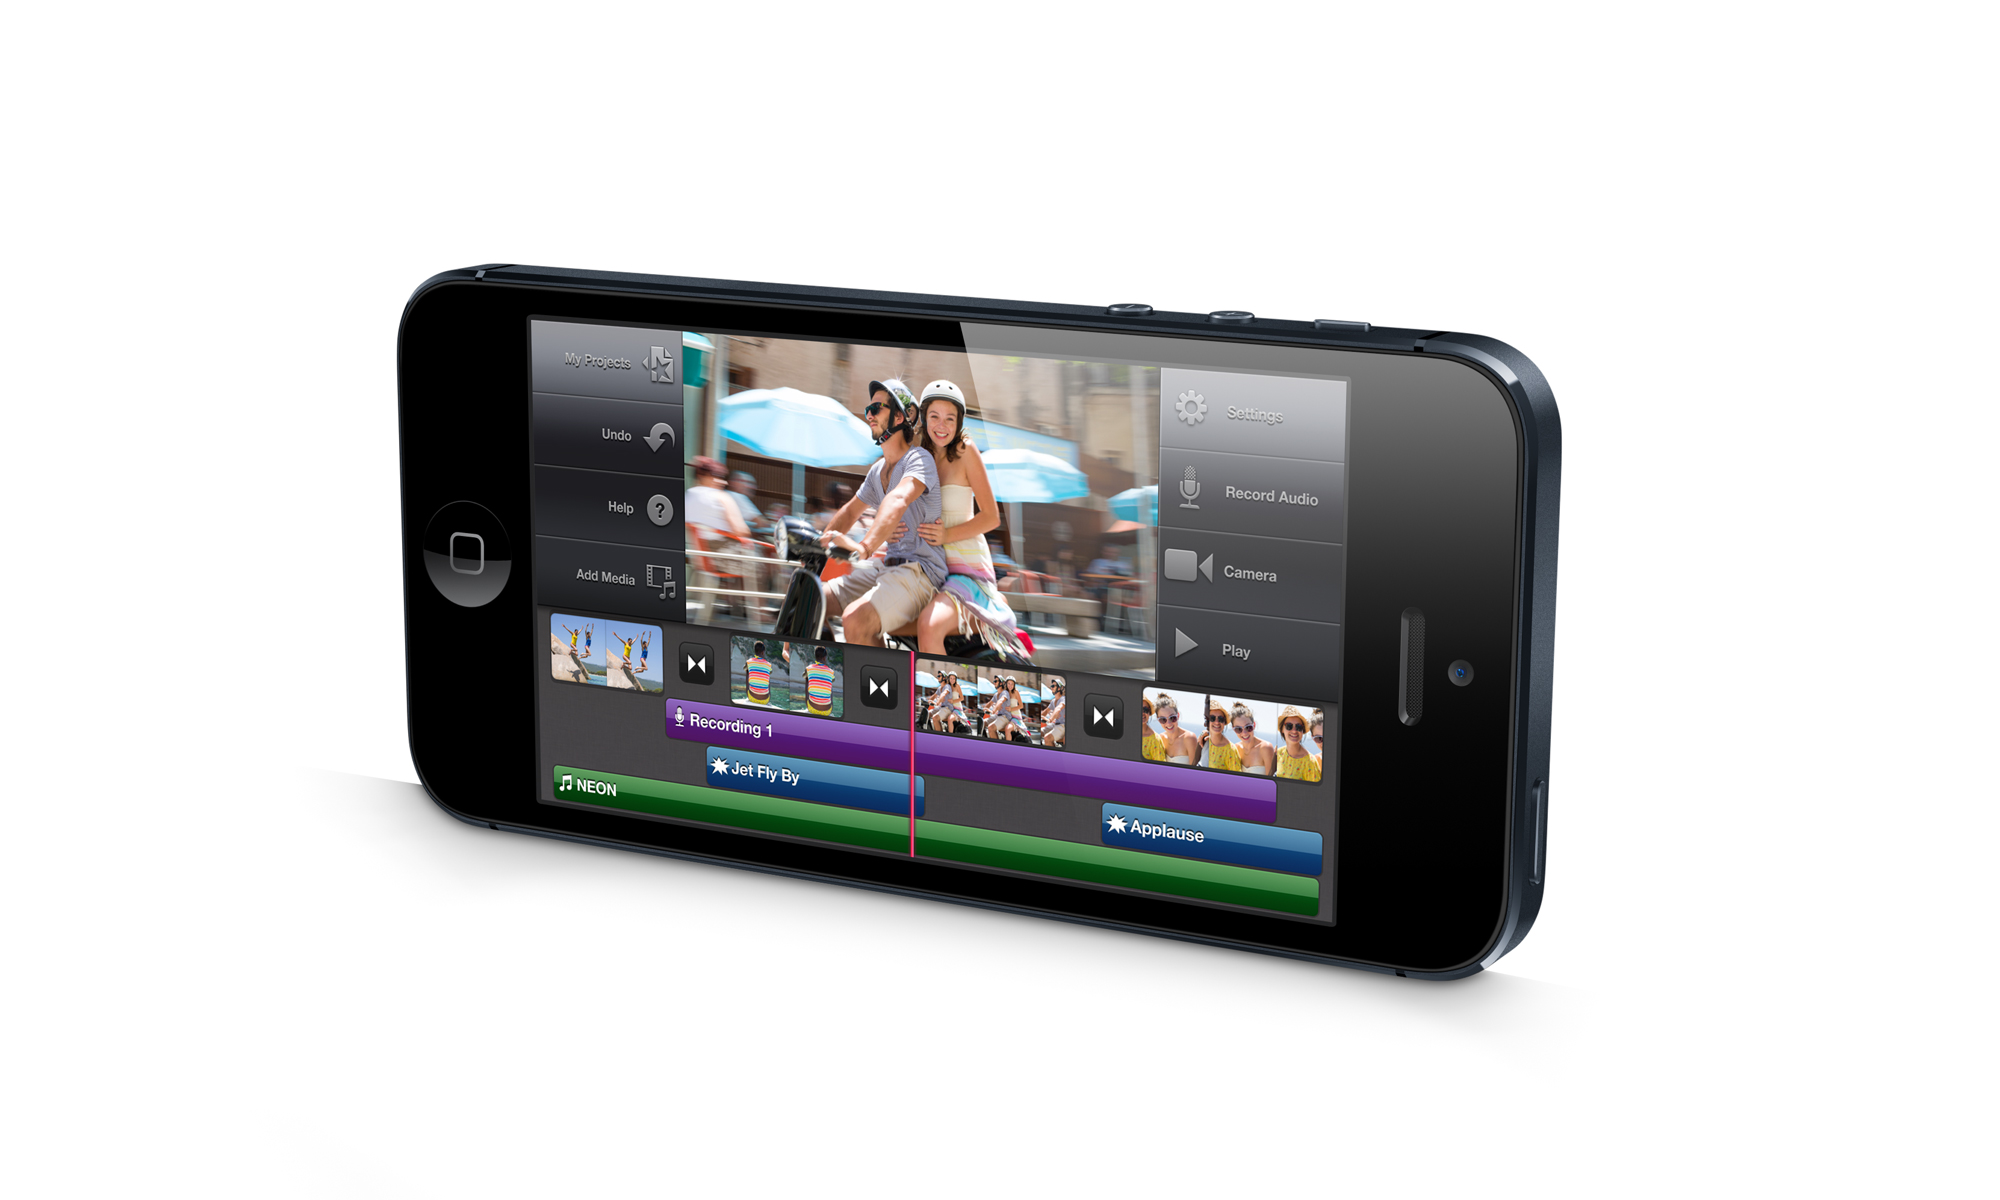 My Projects
Undo
Help
Add Media
Settings
Record Audio
Camera
Play
Recording 1
Jet Fly By
NEON
Applause